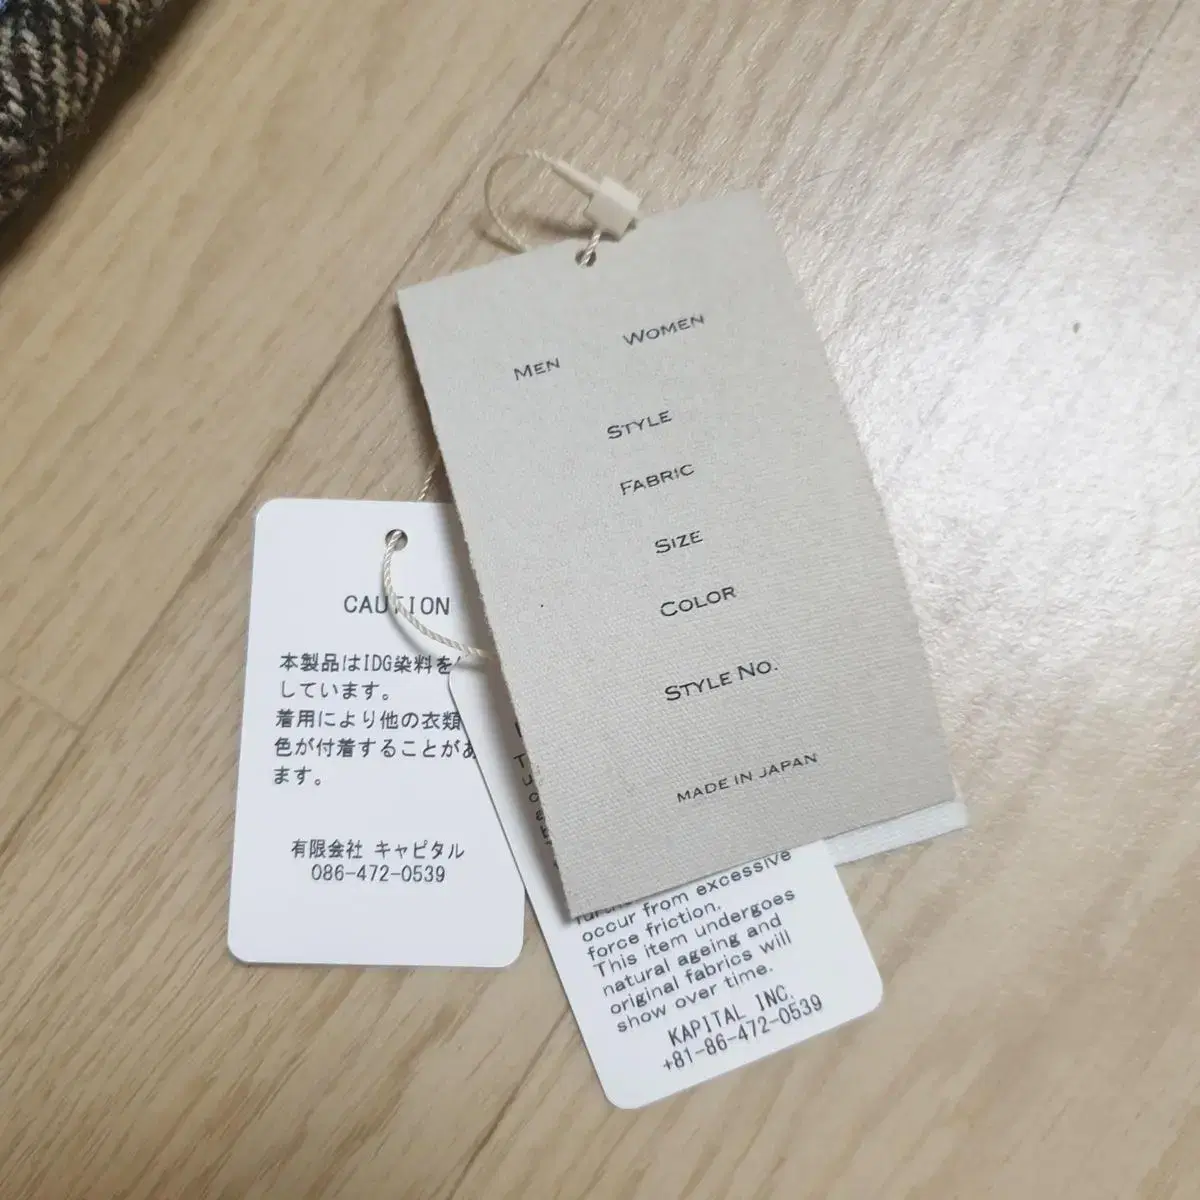 MEN WOMEN
STYLE
FABRIC
SIZE
COLOR
STYLE NO.
MADE IN JAPAN
CAUTION
本製品はIDG染料を
しています。
着用により他の衣類
色が付着することがあ
ます。
有限会社 キャピタル
086-472-0539
occur from excessive
force friction.
This item undergoes
natural ageing and
original fabrics will
show over time.
KAPITAL INC.
+81-86-472-0539